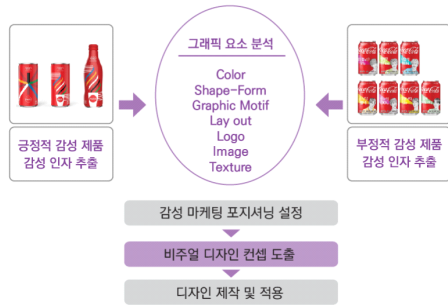 그래픽 요소 분석
Color
Shape-Form
Graphic Motif
Lay out
Logo
Image
Texture
긍정적 감성 제품
감성 인자 추출
부정적 감성 제품
감성 인자 추출
감성 마케팅 포지셔닝 설정
비주얼 디자인 컨셉 도출
디자인 제작 및 적용